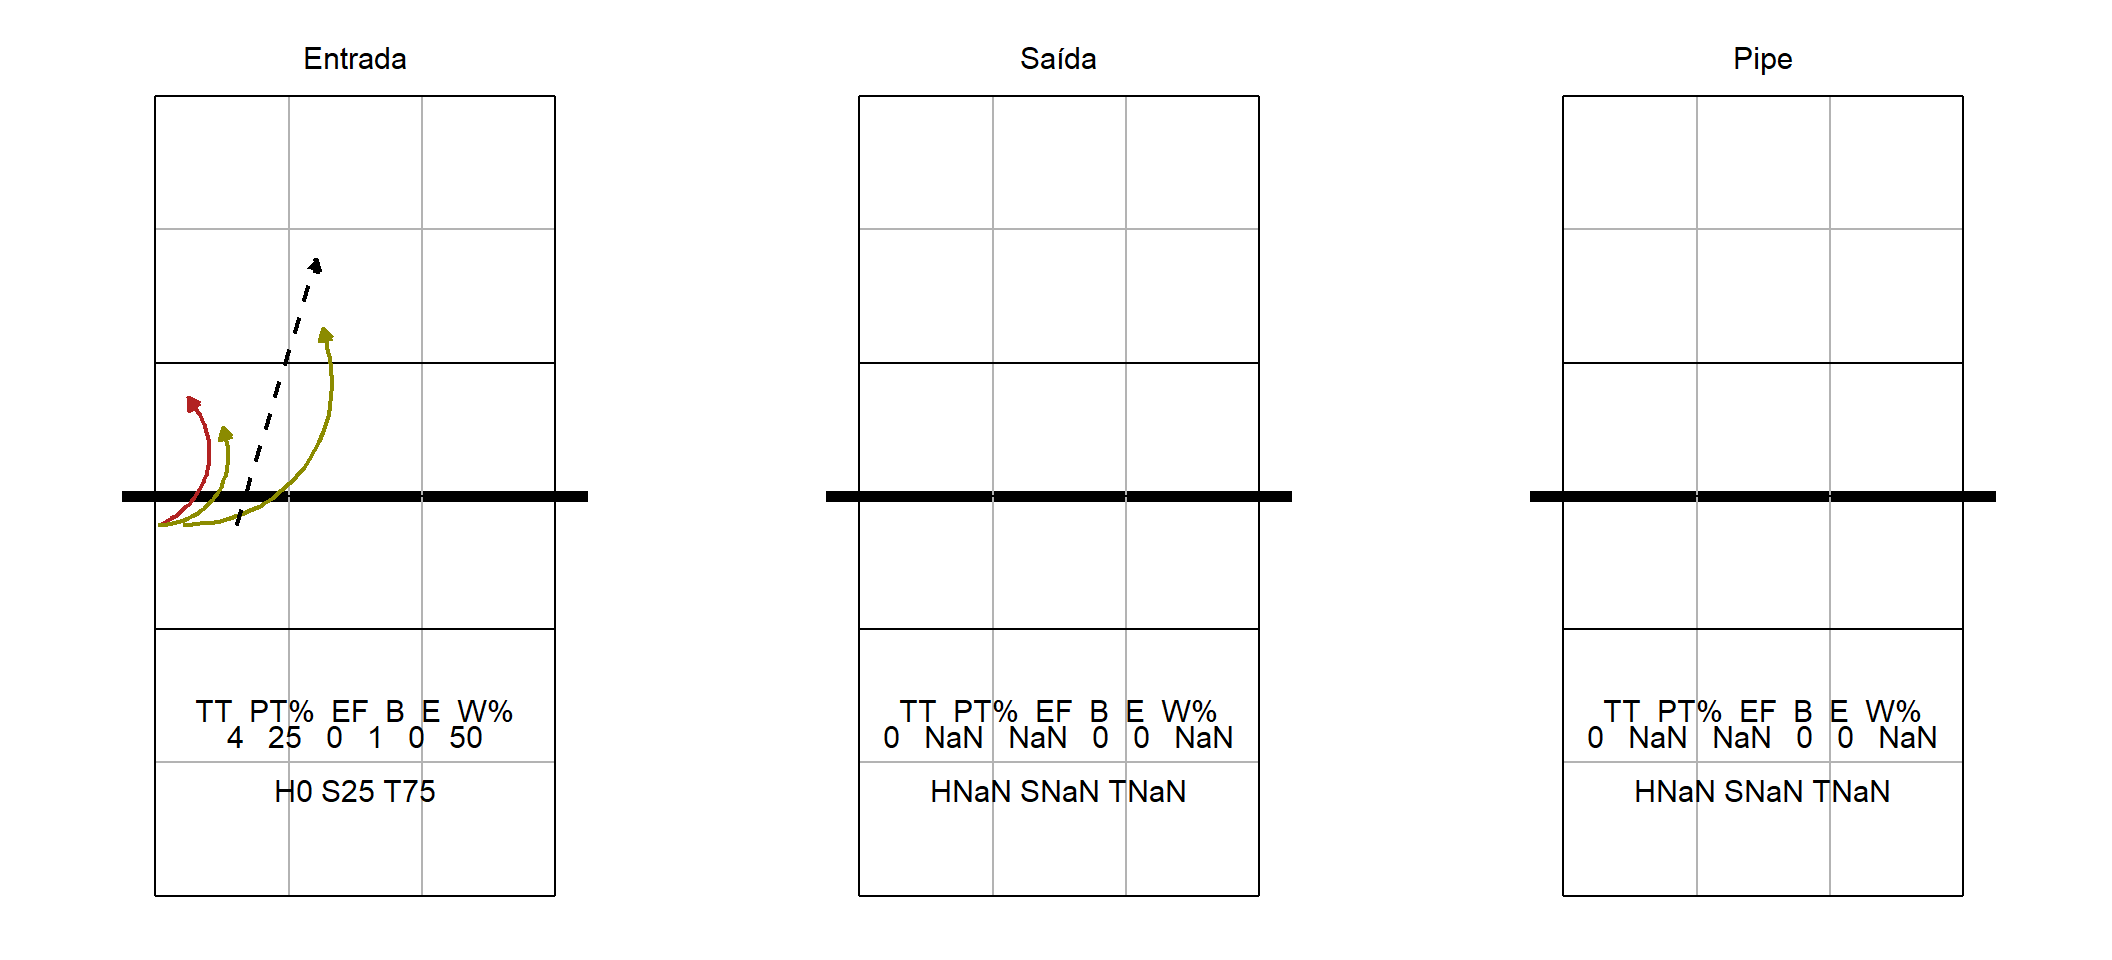 Entrada
TT PT% EF B E W%
4 25 0 1 0 50
H0 S25 T75
Saída
TT PT% EF B E W%
0 NaN NaN 0 0 NaN
HNaN SNaN TNaN
Pipe
TT PT% EF B E W%
0 NaN NaN 0 0 NaN
HNaN SNaN TNaN